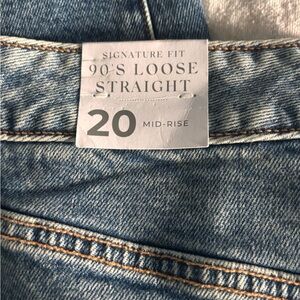 SIGNATURE FIT
90'S LOOSE
STRAIGHT
20 MID-RISE